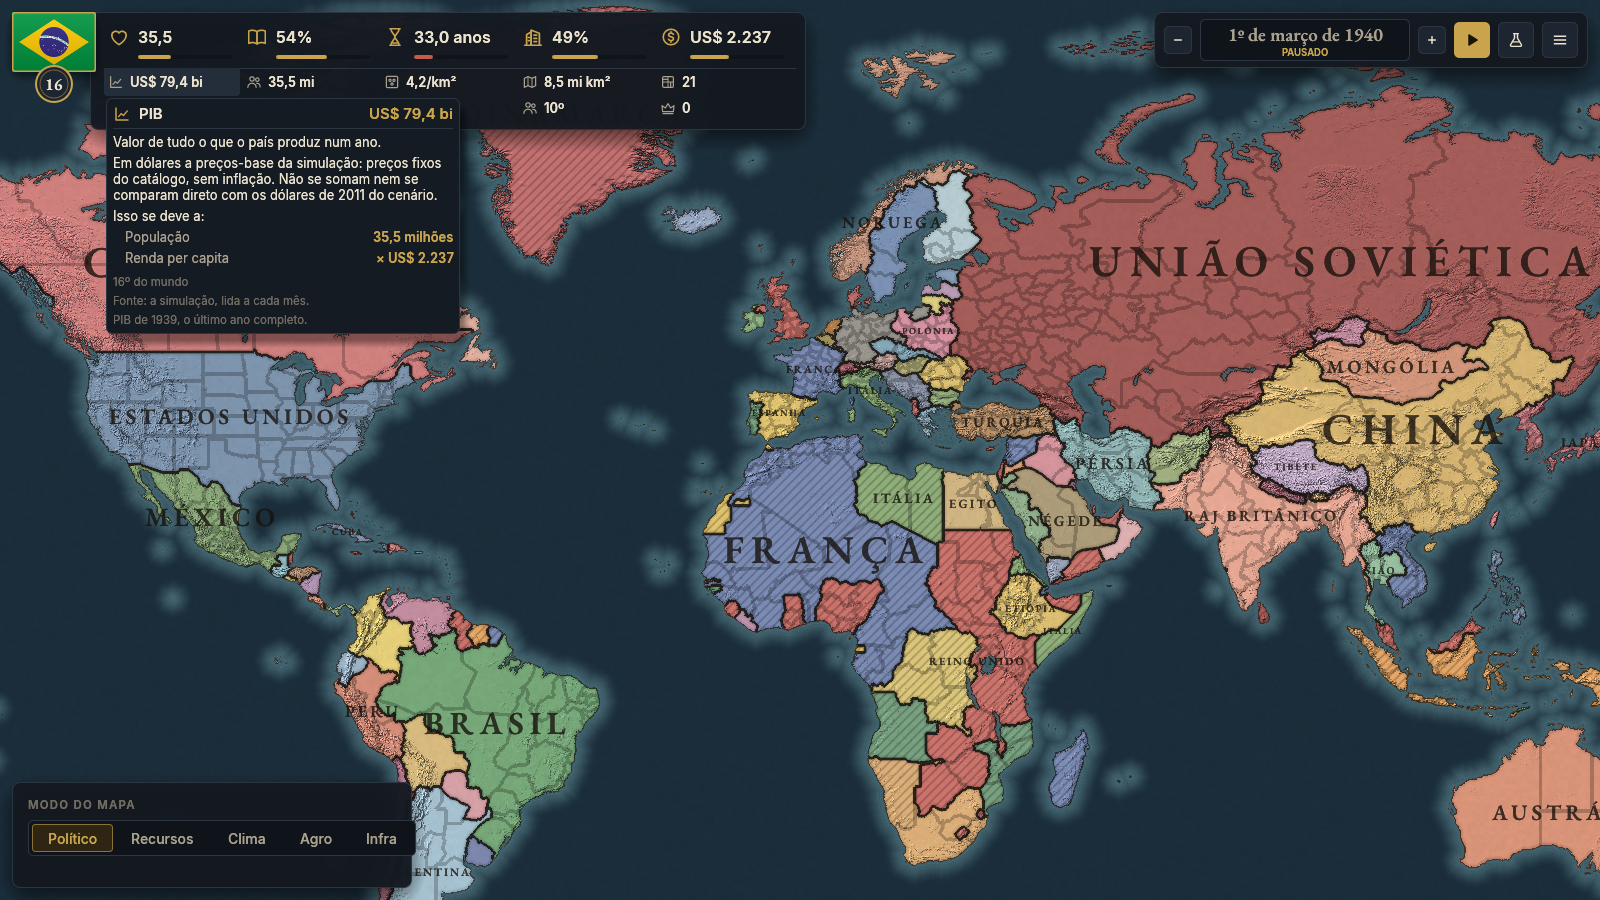 35,5
54%
33,0 anos
49%
US$ 2.237
US$ 79,4 bi
35,5 mi
4,2/km²
8,5 mi km²
21
10º
0
16
PIB
US$ 79,4 bi
Valor de tudo o que o país produz num ano.
Em dólares a preços-base da simulação: preços fixos
do catálogo, sem inflação. Não se somam nem se
comparam direto com os dólares de 2011 do cenário.
Isso se deve a:
População
35,5 milhões
Renda per capita
× US$ 2.237
16º do mundo
Fonte: a simulação, lida a cada mês.
PIB de 1939, o último ano completo.
−
1º de março de 1940
PAUSADO
+
NORUEGA
UNIÃO SOVIÉTICA
POLÔNIA
FRANÇA
ITÁLIA
ESPANHA
MONGÓLIA
ESTADOS UNIDOS
TURQUIA
CHINA
PÉRSIA
TIBETE
MÉXICO
CUBA
ITÁLIA
EGITO
NÉGEDE
RAJ BRITÂNICO
FRANÇA
ETIÓPIA
ITÁLIA
REINO UNIDO
PERU
BRASIL
AUSTRÁ
ENTINA
MODO DO MAPA
Político
Recursos
Clima
Agro
Infra